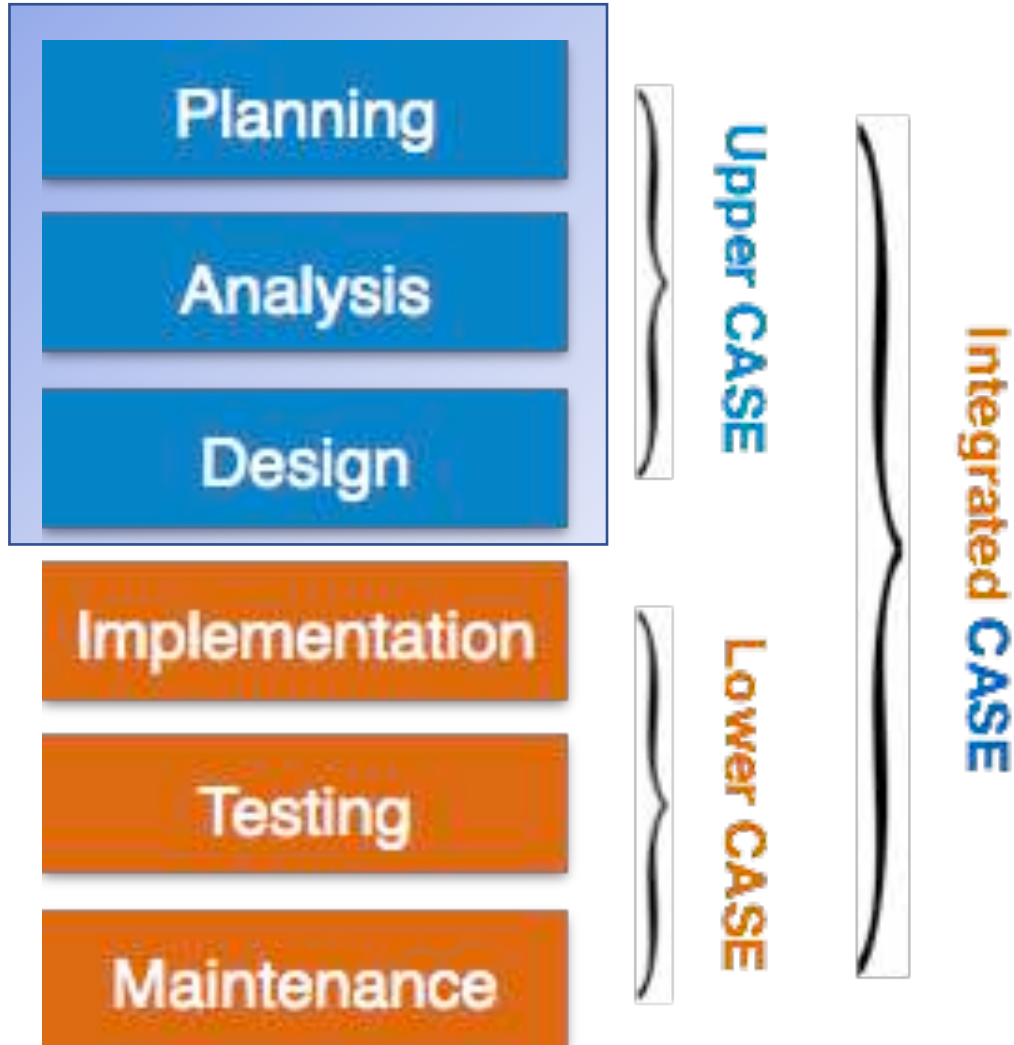 Planning
Analysis
Design
Implementation
Testing
Maintenance
Upper CASE
Lower CASE
Integrated CASE